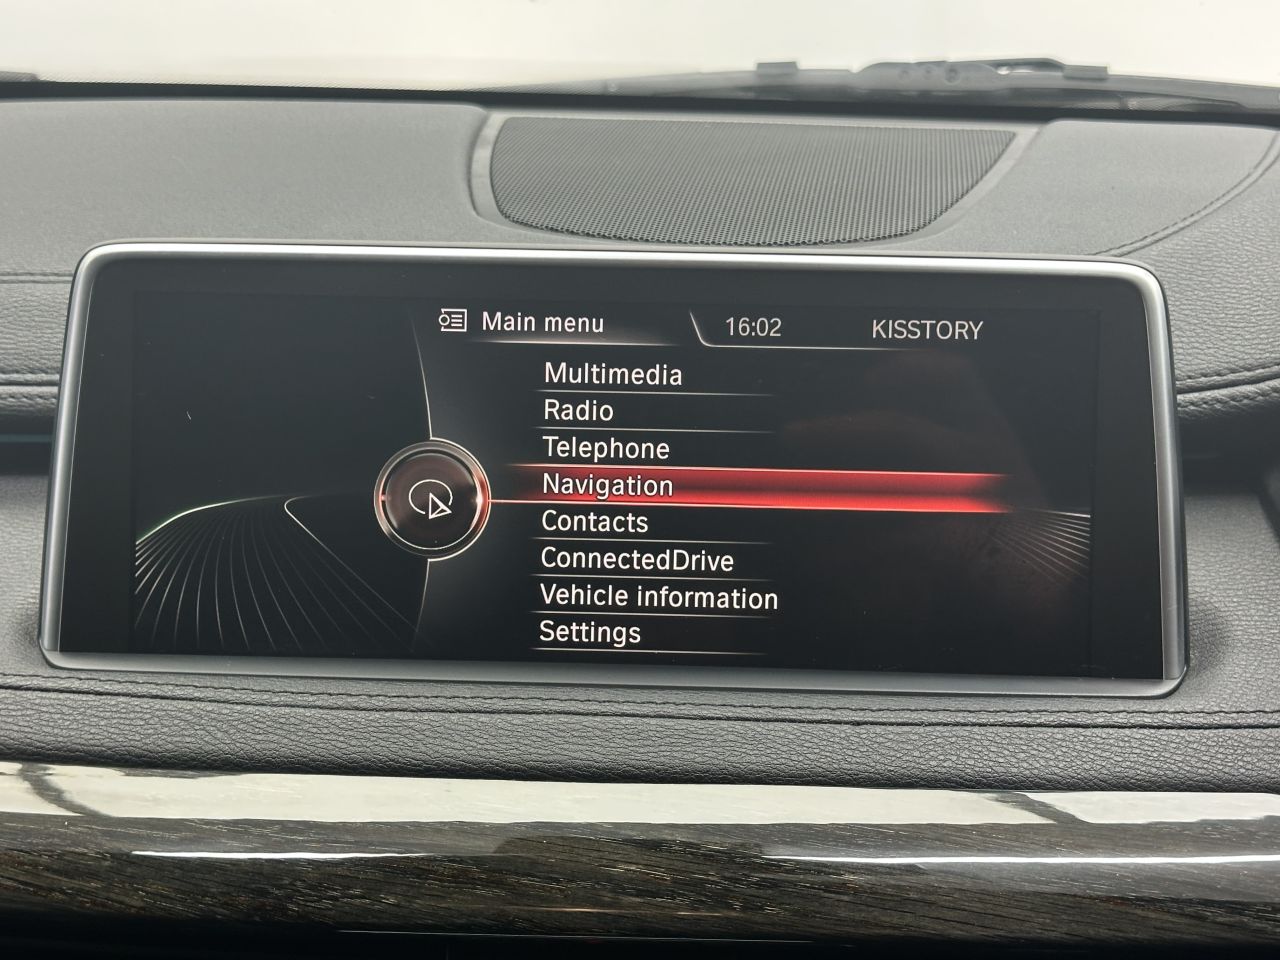 Main menu
16:02
KISSTORY
Multimedia
Radio
Telephone
Navigation
Contacts
ConnectedDrive
Vehicle information
Settings